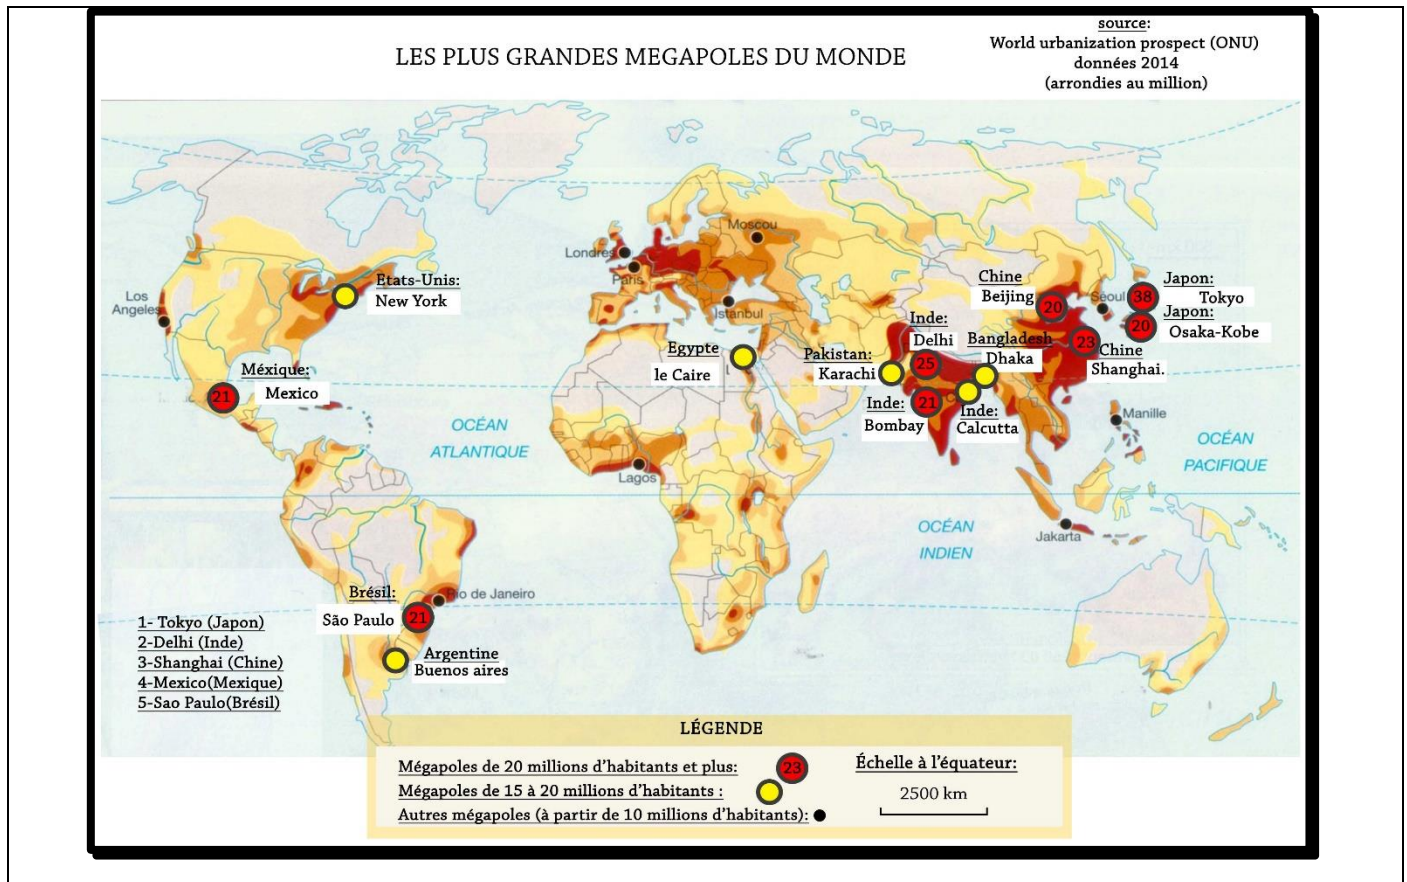 LES PLUS GRANDES MEGAPOLES DU MONDE
source:
World urbanization prospect (ONU)
données 2014
(arrondies au million)
Moscou
Londres
Paris
Istanbul
Etats-Unis:
New York
Los
Angeles
Méxique:
21
Mexico
Egypte
le Caire
Pakistan:
Karachi
Inde:
Delhi
25
Bangladesh
Dhaka
Inde:
Bombay
21
Inde:
Calcutta
Chine
Beijing
20
Séoul
38
Japon:
Tokyo
20
Japon:
Osaka-Kobe
23
Chine
Shanghai.
Manille
OCÉAN
ATLANTIQUE
OCÉAN
PACIFIQUE
Lagos
OCÉAN
INDIEN
Jakarta
Brésil:
São Paulo
21
Rio de Janeiro
Argentine
Buenos aires
1- Tokyo (Japon)
2-Delhi (Inde)
3-Shanghai (Chine)
4-Mexico(Mexique)
5-Sao Paulo(Brésil)
LÉGENDE
Mégapoles de 20 millions d'habitants et plus:
23
Mégapoles de 15 à 20 millions d'habitants :
Autres mégapoles (à partir de 10 millions d'habitants):
Échelle à l'équateur:
2500 km